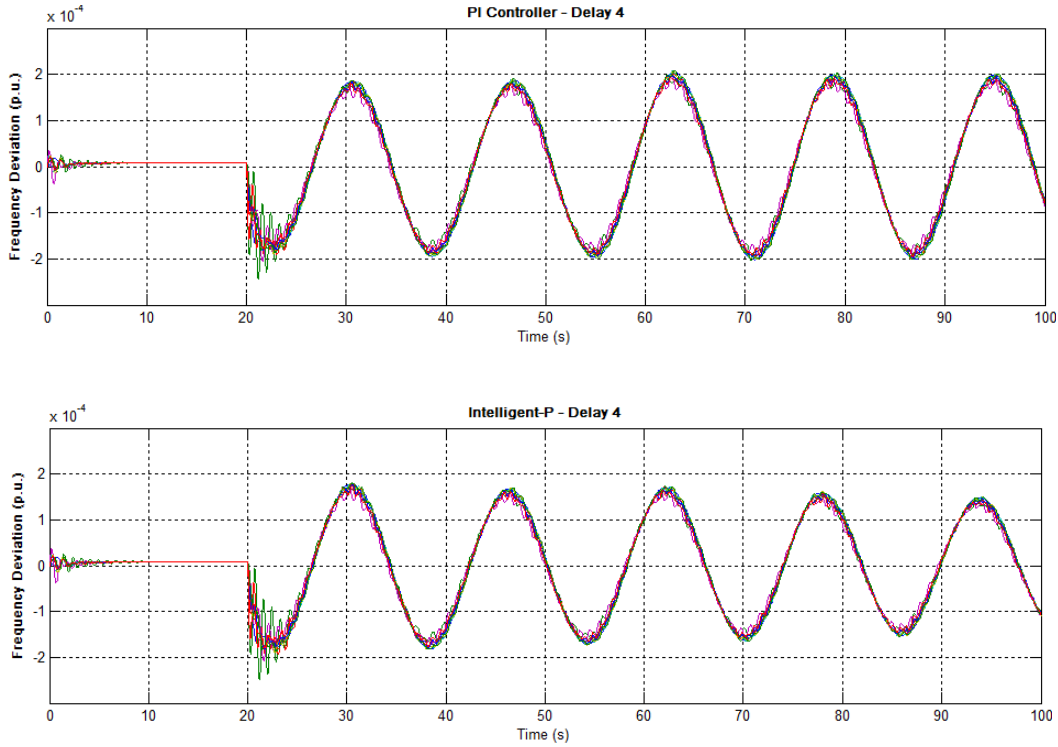 PI Controller - Delay 4
x 10-4
Frequency Deviation (p.u.)
2
1
0
-1
-2
0 10 20 30 40 50 60 70 80 90 100
Time (s)
Intelligent-P - Delay 4
x 10-4
Frequency Deviation (p.u.)
2
1
0
-1
-2
0 10 20 30 40 50 60 70 80 90 100
Time (s)